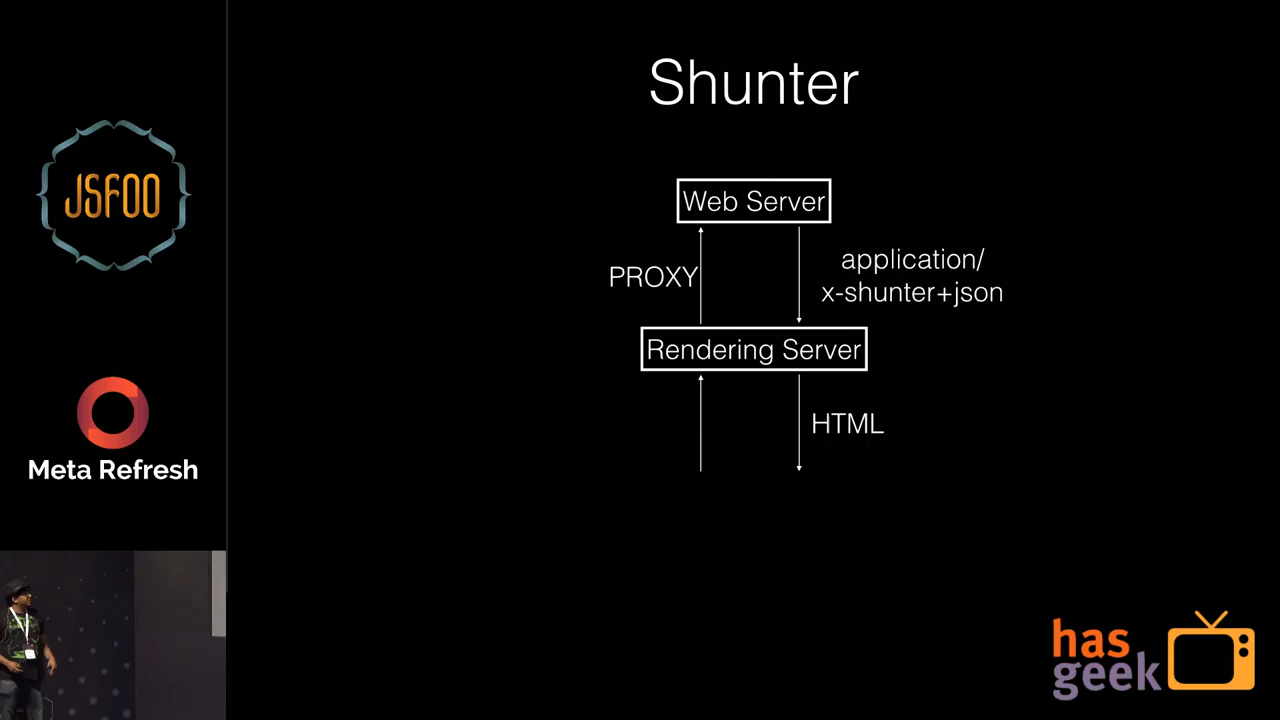 Shunter
Web Server
PROXY
application/
x-shunter+json
Rendering Server
HTML
JSFOO
Meta Refresh
has
geek